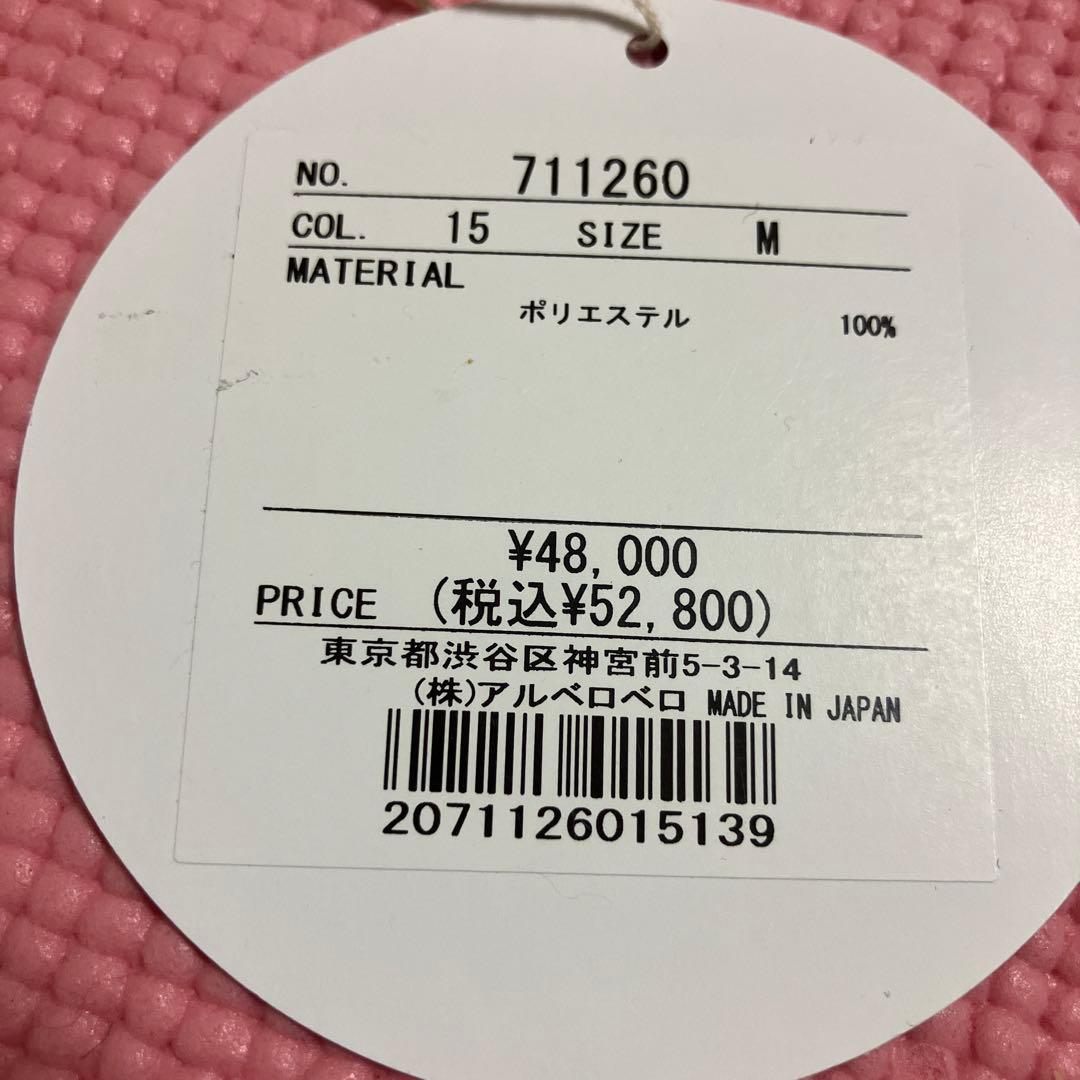 NO. 711260
COL. 15 SIZE M
MATERIAL
ポリエステル 100%
¥48,000
PRICE (税込¥52,800)
東京都渋谷区神宮前5-3-14
(株)アルベロベロ MADE IN JAPAN
2071126015139